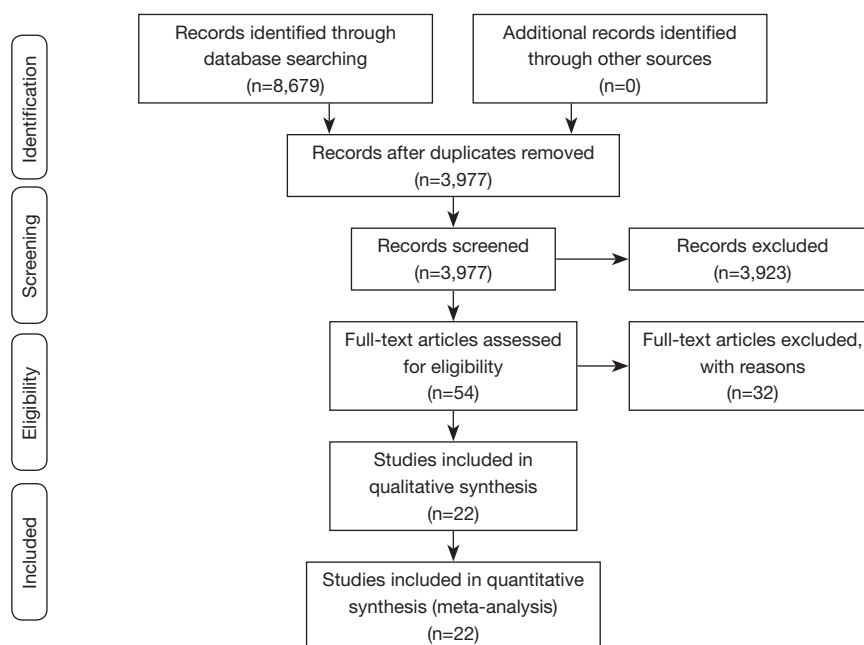 Identification
Records identified through
database searching
(n=8,679)
Additional records identified
through other sources
(n=0)
Records after duplicates removed
(n=3,977)
Screening
Records screened
(n=3,977)
Records excluded
(n=3,923)
Eligibility
Full-text articles assessed
for eligibility
(n=54)
Full-text articles excluded,
with reasons
(n=32)
Included
Studies included in
qualitative synthesis
(n=22)
Studies included in quantitative
synthesis (meta-analysis)
(n=22)